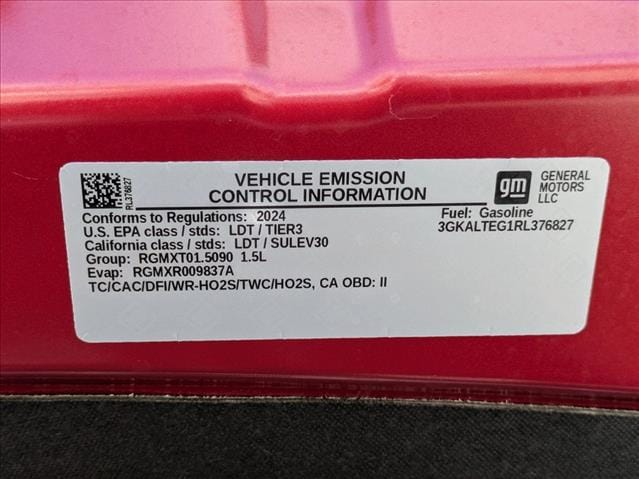 RL376827
VEHICLE EMISSION
CONTROL INFORMATION
gm
GENERAL
MOTORS
LLC
Conforms to Regulations: 2024
Fuel: Gasoline
U.S. EPA class / stds: LDT / TIER3
3GKALTEG1RL376827
California class / stds: LDT / SULEV30
Group: RGMXT01.5090 1.5L
Evap: RGMXR009837A
TC/CAC/DFI/WR-HO2S/TWC/HO2S, CA OBD: II